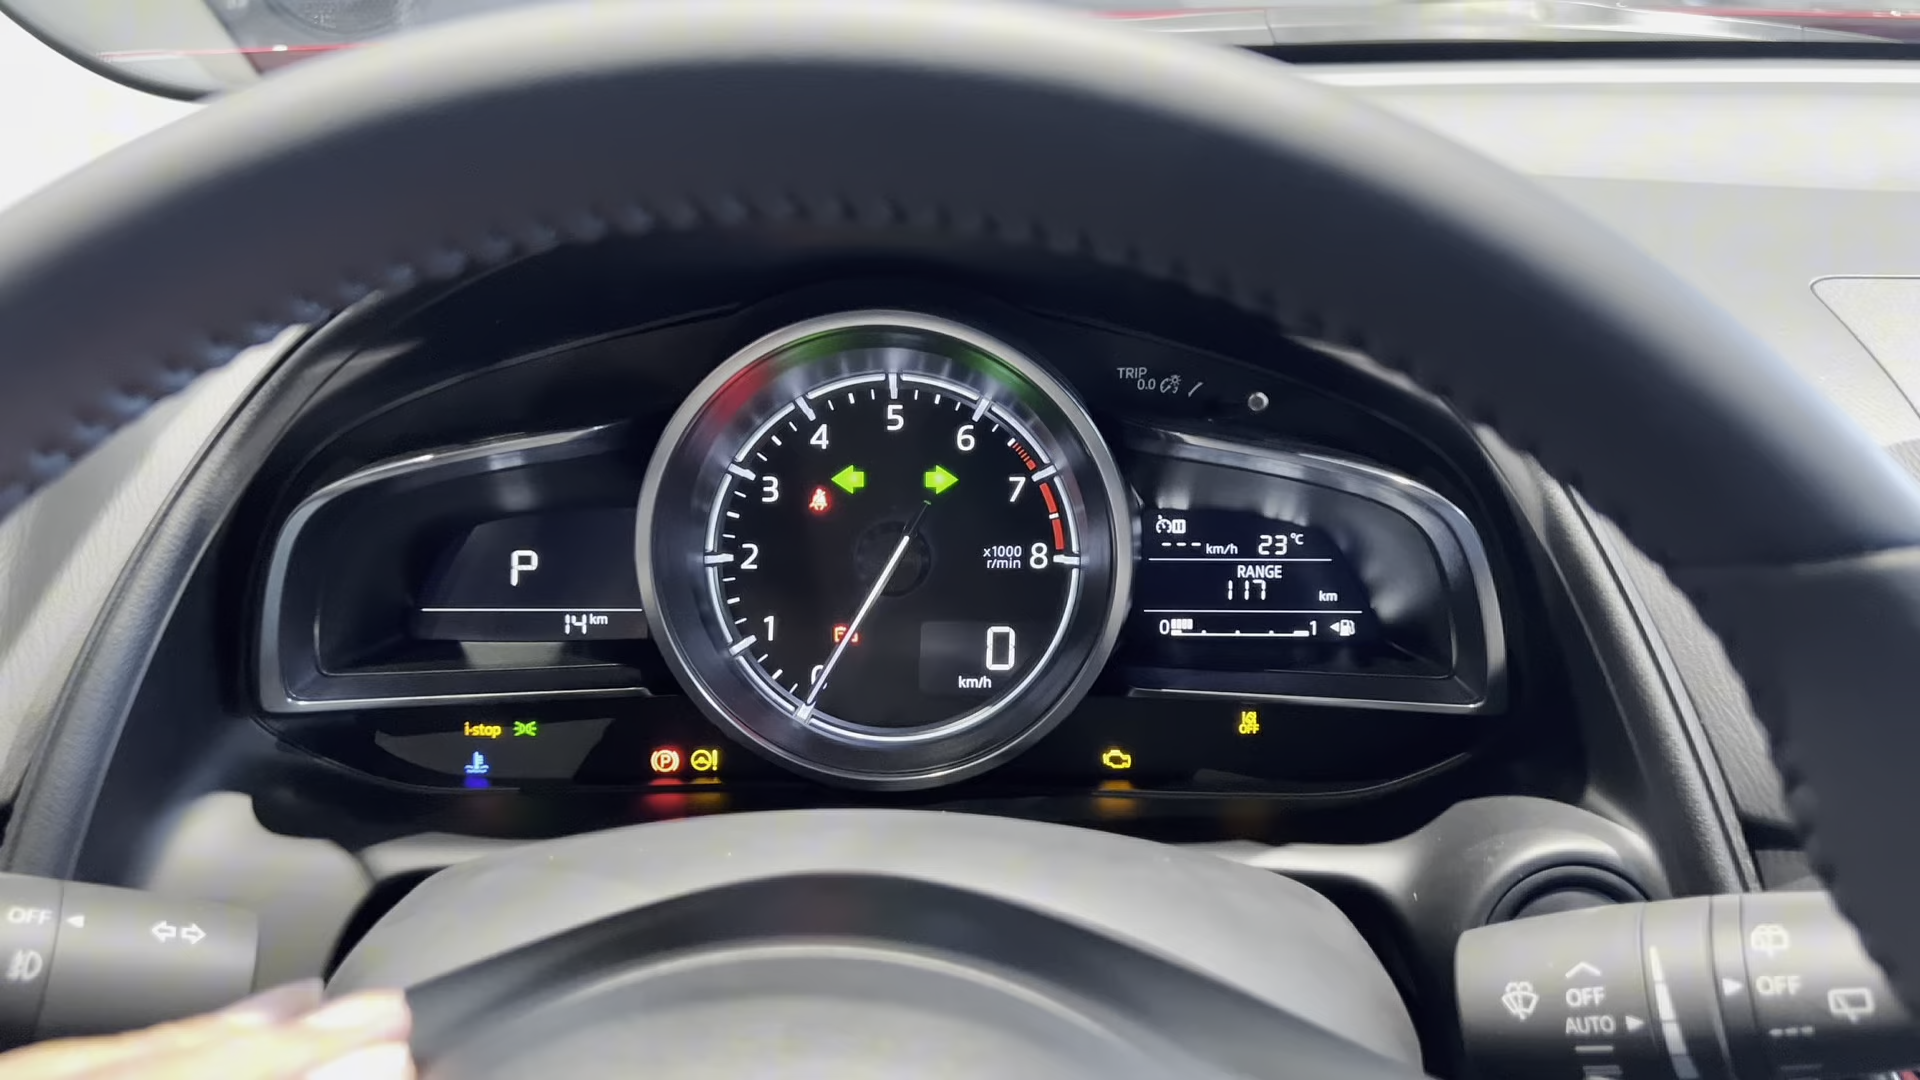 TRIP
0.0
5
4
6
3
7
2
x1000
r/min
8
1
0
km/h
P
14 km
--- km/h 23°C
RANGE
117 km
0 1
i-stop
(P)
!
OFF
OFF
OFF
AUTO
OFF
---